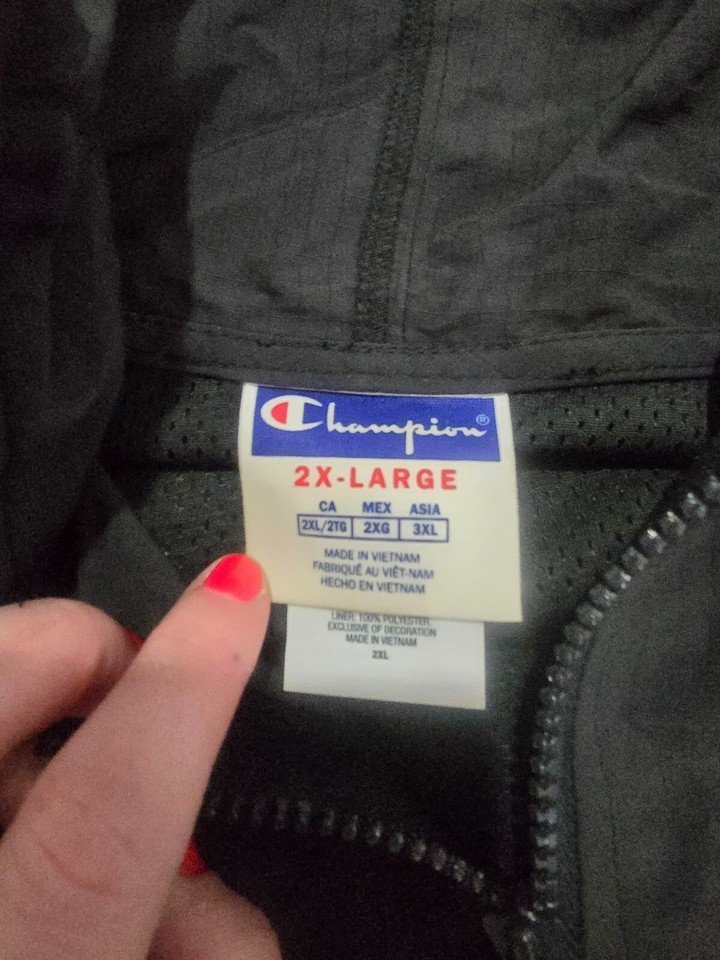 Champion®
2X-LARGE
CA MEX ASIA
2XL/2TG 2XG 3XL
MADE IN VIETNAM
FABRIQUÉ AU VIÊT-NAM
HECHO EN VIETNAM
LINER: 100% POLYESTER,
EXCLUSIVE OF DECORATION
MADE IN VIETNAM
2XL